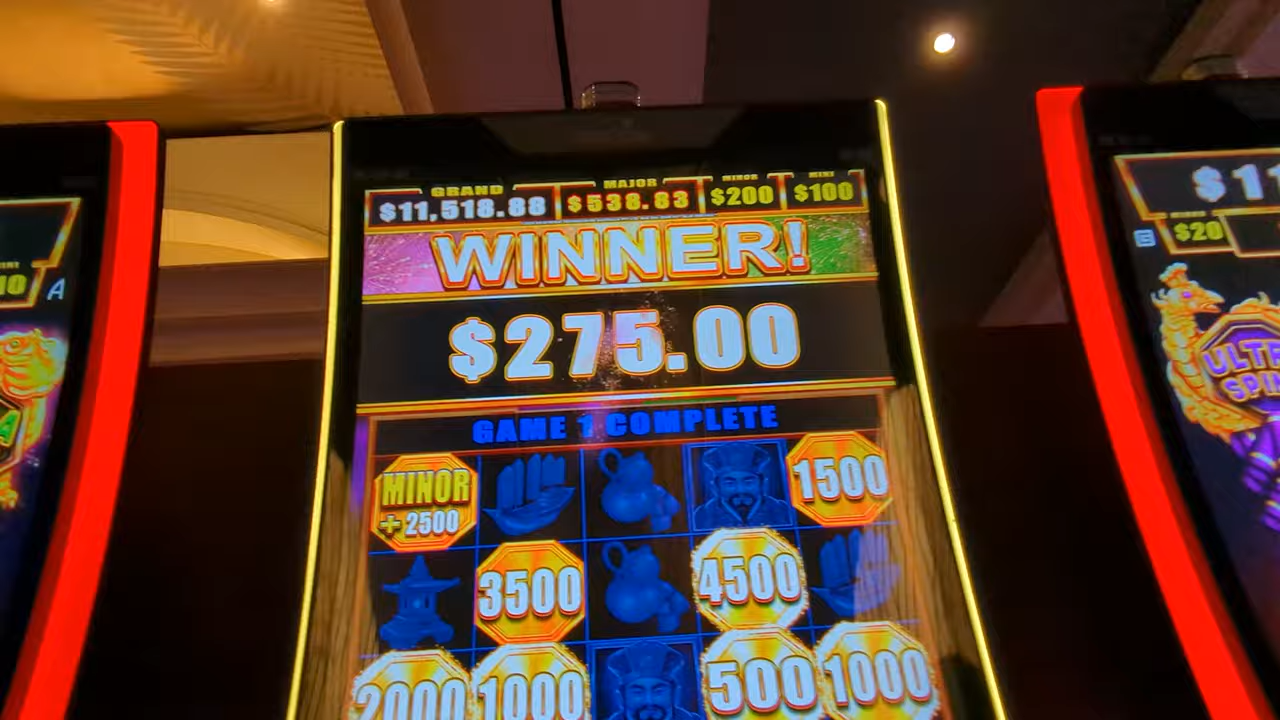 GRAND MAJOR MINOR MINI
$11,518.88 $538.83 $200 $100
WINNER!
$275.00
GAME 1 COMPLETE
MINOR
+2500
1500
3500
4500
2000
1000
500
1000
A
$11
$20
ULTR
SPIN